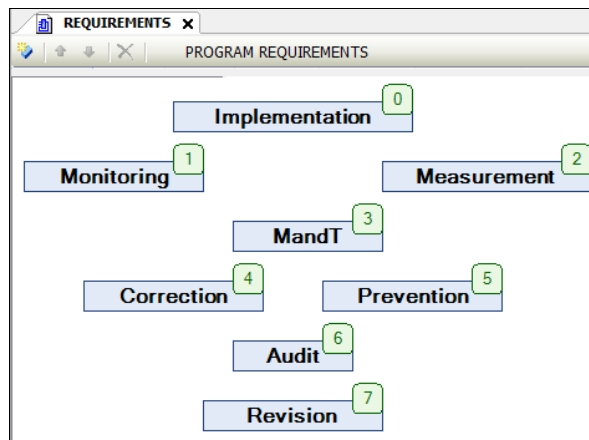 REQUIREMENTS
PROGRAM REQUIREMENTS
0
Implementation
1
Monitoring
2
Measurement
3
MandT
4
Correction
5
Prevention
6
Audit
7
Revision